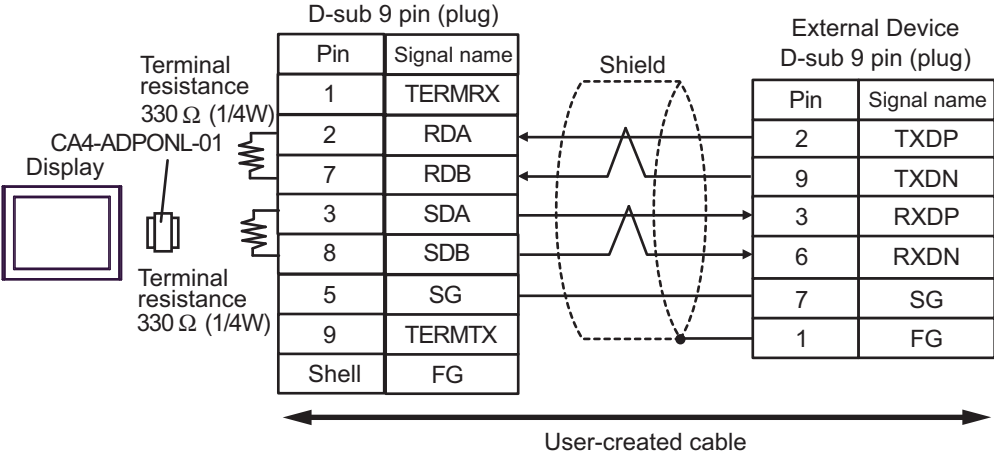 D-sub 9 pin (plug)
External Device
D-sub 9 pin (plug)
Terminal
resistance
330 Ω (1/4W)
CA4-ADPONL-01
Display
Terminal
resistance
330 Ω (1/4W)
Pin Signal name
1 TERMRX
2 RDA
7 RDB
3 SDA
8 SDB
5 SG
9 TERMTX
Shell FG
Shield
Pin Signal name
2 TXDP
9 TXDN
3 RXDP
6 RXDN
7 SG
1 FG
User-created cable